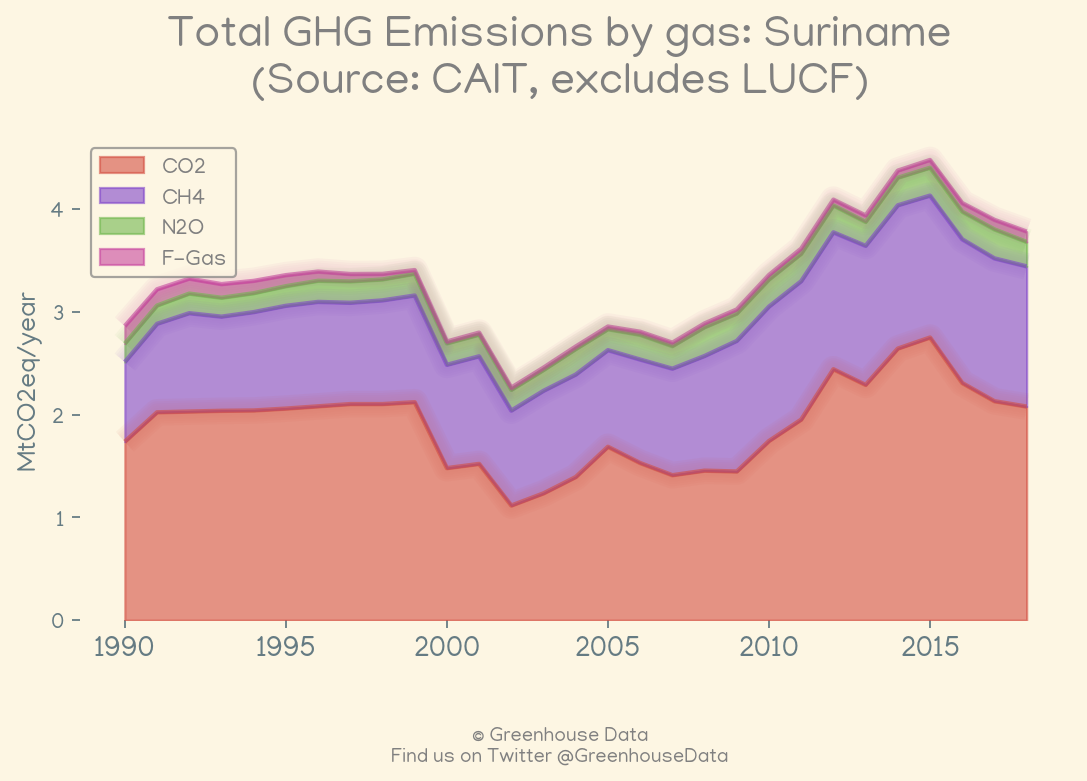 Total GHG Emissions by gas: Suriname
(Source: CAIT, excludes LUCF)
CO2
CH4
N2O
F-Gas
MtCO2eq/year
4
3
2
1
0
1990 1995 2000 2005 2010 2015
© Greenhouse Data
Find us on Twitter @GreenhouseData